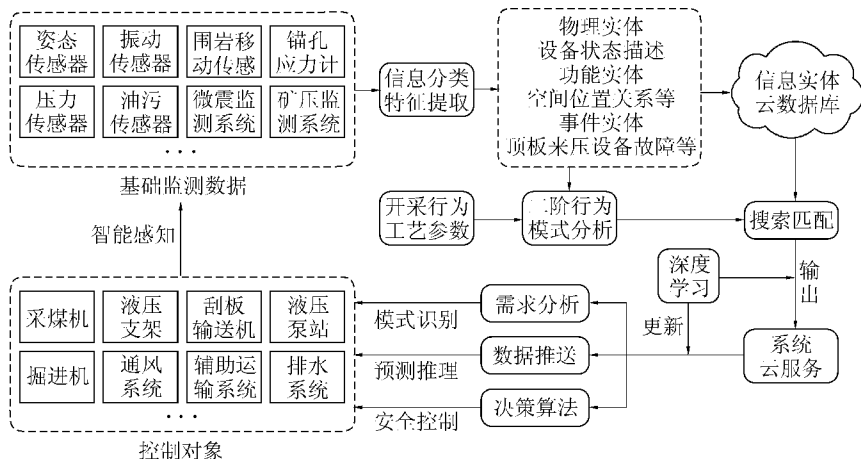 姿态
传感器
振动
传感器
围岩移
动传感
锚孔
应力计
压力
传感器
油污
传感器
微震监
测系统
矿压监
测系统
···
基础监测数据
信息分类
特征提取
物理实体
设备状态描述
功能实体
空间位置关系等
事件实体
顶板来压设备故障等
信息实体
云数据库
智能感知
开采行为
工艺参数
二阶行为
模式分析
搜索匹配
输
出
深度
学习
更新
系统
云服务
采煤机
液压
支架
刮板
输送机
液压
泵站
掘进机
通风
系统
辅助运
输系统
排水
系统
···
控制对象
模式识别
需求分析
预测推理
数据推送
安全控制
决策算法